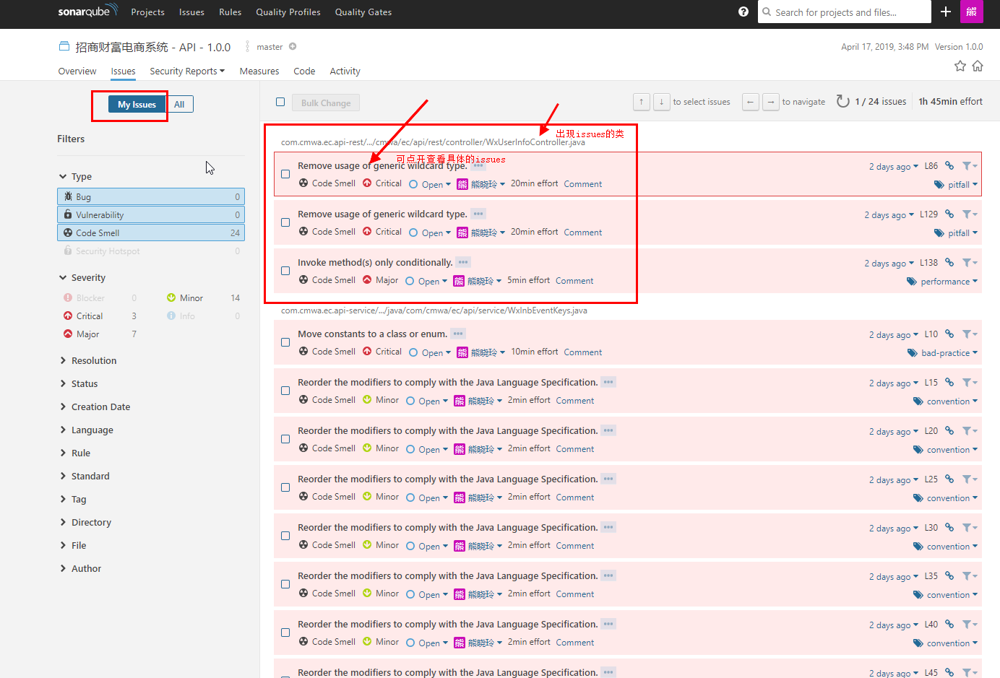 sonarqube Projects Issues Rules Quality Profiles Quality Gates ? Search for projects and files... 熊
招商财富电商系统 - API - 1.0.0 master April 17, 2019, 3:48 PM Version 1.0.0
Overview Issues Security Reports Measures Code Activity
My Issues All
Bulk Change ↑ ↓ to select issues ← → to navigate 1 / 24 issues 1h 45min effort
Filters
Type
Bug 0
Vulnerability 0
Code Smell 24
Security Hotspot 0
Severity
Blocker 0 Minor 14
Critical 3 Info 0
Major 7
Resolution
Status
Creation Date
Language
Rule
Standard
Tag
Directory
File
Author
出现issues的类
com.cmwa.ec.api-rest/.../cmwa/ec/api/rest/controller/WxUserInfoController.java
可点开查看具体的issues
Remove usage of generic wildcard type. ••• 2 days ago L86
Code Smell Critical Open 熊 熊晓玲 20min effort Comment pitfall
Remove usage of generic wildcard type. ••• 2 days ago L129
Code Smell Critical Open 熊 熊晓玲 20min effort Comment pitfall
Invoke method(s) only conditionally. ••• 2 days ago L138
Code Smell Major Open 熊 熊晓玲 5min effort Comment performance
com.cmwa.ec.api-service/.../java/com/cmwa/ec/api/service/WxInbEventKeys.java
Move constants to a class or enum. ••• 2 days ago L10
Code Smell Critical Open 熊 熊晓玲 10min effort Comment bad-practice
Reorder the modifiers to comply with the Java Language Specification. ••• 2 days ago L15
Code Smell Minor Open 熊 熊晓玲 2min effort Comment convention
Reorder the modifiers to comply with the Java Language Specification. ••• 2 days ago L20
Code Smell Minor Open 熊 熊晓玲 2min effort Comment convention
Reorder the modifiers to comply with the Java Language Specification. ••• 2 days ago L25
Code Smell Minor Open 熊 熊晓玲 2min effort Comment convention
Reorder the modifiers to comply with the Java Language Specification. ••• 2 days ago L30
Code Smell Minor Open 熊 熊晓玲 2min effort Comment convention
Reorder the modifiers to comply with the Java Language Specification. ••• 2 days ago L35
Code Smell Minor Open 熊 熊晓玲 2min effort Comment convention
Reorder the modifiers to comply with the Java Language Specification. ••• 2 days ago L40
Code Smell Minor Open 熊 熊晓玲 2min effort Comment convention
Reorder the modifiers to comply with the Java Language Specification. ••• 2 days ago L45